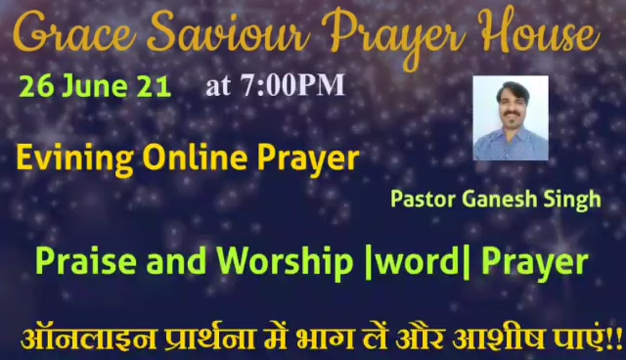 Grace Saviour Prayer House
26 June 21 at 7:00PM
Evining Online Prayer
Pastor Ganesh Singh
Praise and Worship |word| Prayer
ऑनलाइन प्रार्थना में भाग लें और आशीष पाएं!!